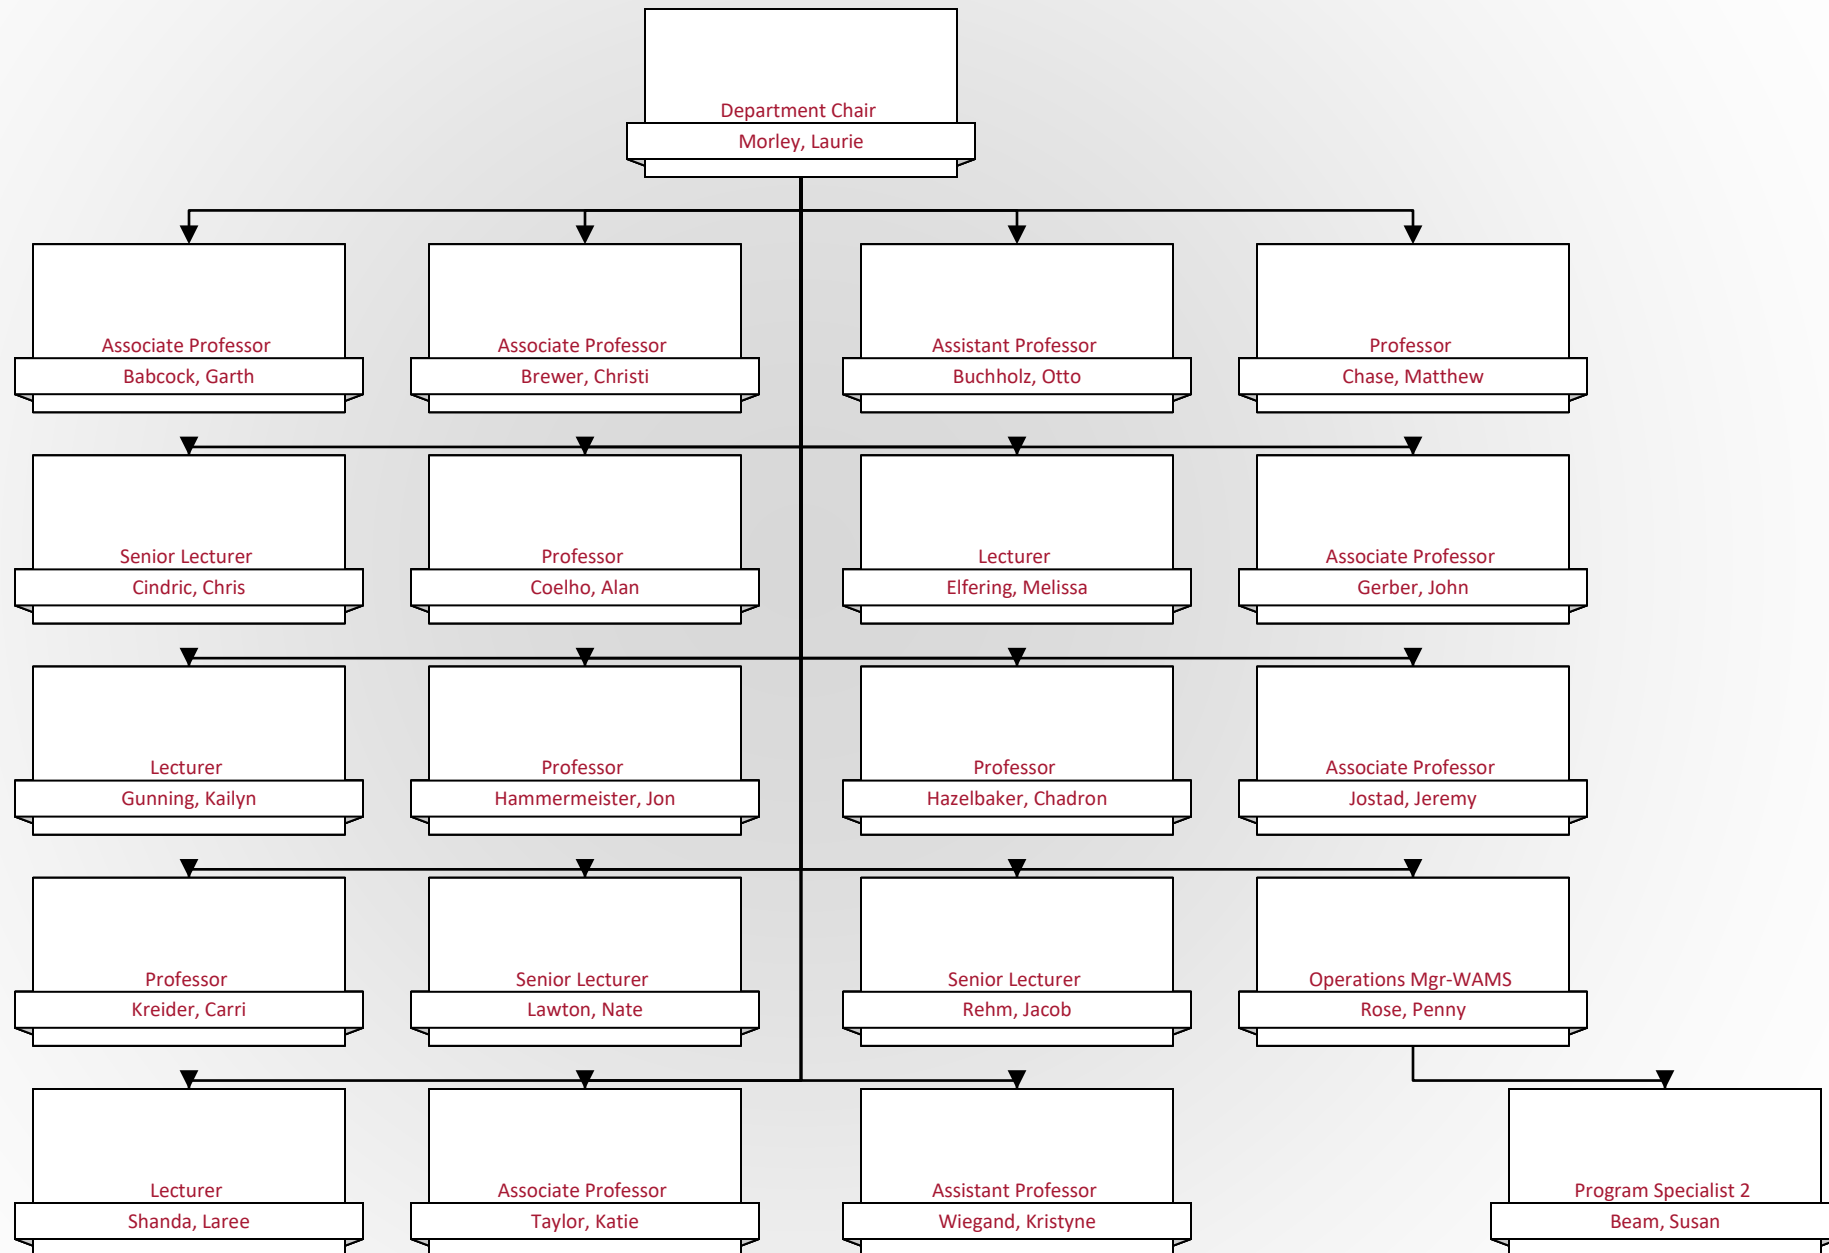 Department Chair
Morley, Laurie
Associate Professor
Babcock, Garth
Associate Professor
Brewer, Christi
Assistant Professor
Buchholz, Otto
Professor
Chase, Matthew
Senior Lecturer
Cindric, Chris
Professor
Coelho, Alan
Lecturer
Elfering, Melissa
Associate Professor
Gerber, John
Lecturer
Gunning, Kailyn
Professor
Hammermeister, Jon
Professor
Hazelbaker, Chadron
Associate Professor
Jostad, Jeremy
Professor
Kreider, Carri
Senior Lecturer
Lawton, Nate
Senior Lecturer
Rehm, Jacob
Operations Mgr-WAMS
Rose, Penny
Lecturer
Shanda, Laree
Associate Professor
Taylor, Katie
Assistant Professor
Wiegand, Kristyne
Program Specialist 2
Beam, Susan